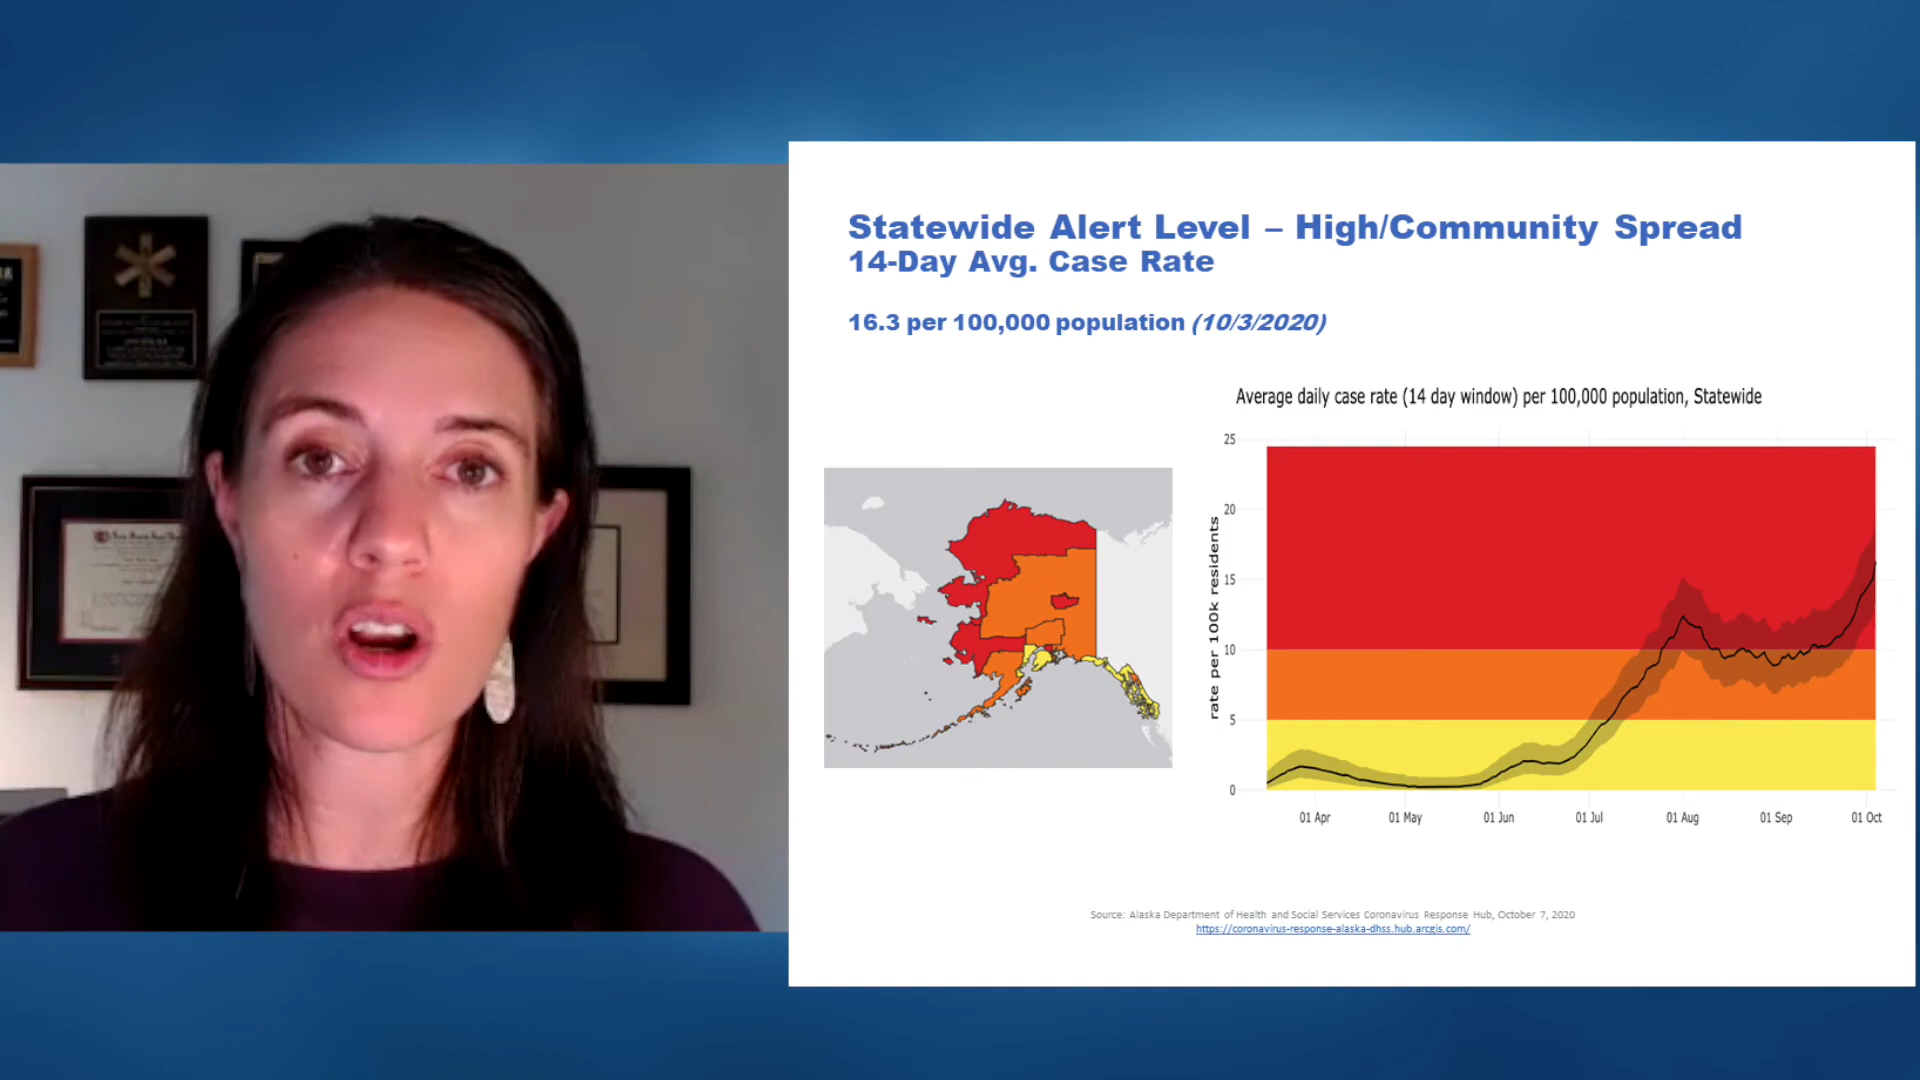 Statewide Alert Level – High/Community Spread
14-Day Avg. Case Rate
16.3 per 100,000 population (10/3/2020)
Average daily case rate (14 day window) per 100,000 population, Statewide
rate per 100k residents
25
20
15
10
5
0
01 Apr 01 May 01 Jun 01 Jul 01 Aug 01 Sep 01 Oct
Source: Alaska Department of Health and Social Services Coronavirus Response Hub, October 7, 2020
https://coronavirus-response-alaska-dhss.hub.arcgis.com/